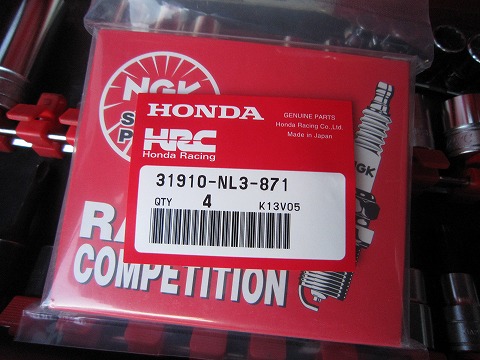 NGK
HONDA
GENUINE PARTS
Honda Racing Co,Ltd.
Made in Japan
HRC
Honda Racing
31910-NL3-871
QTY 4 K13V05
NGK
COMPETITION